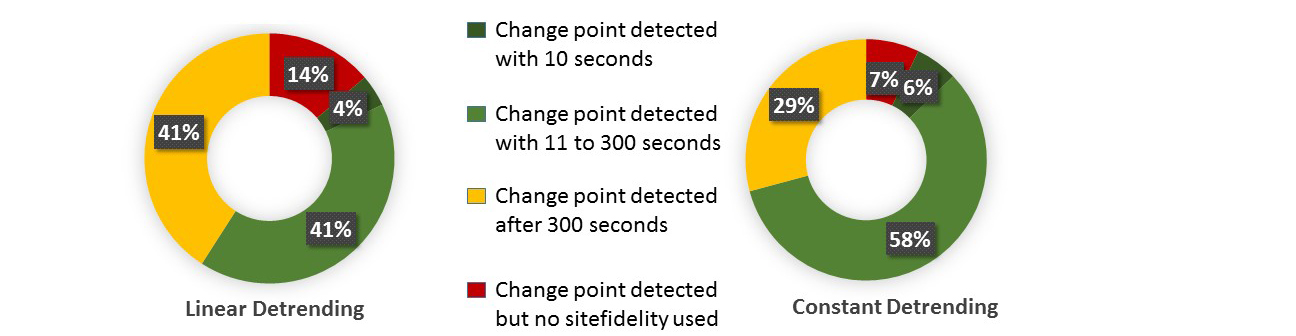 14%
4%
41%
41%
Linear Detrending
Change point detected
with 10 seconds
Change point detected
with 11 to 300 seconds
Change point detected
after 300 seconds
Change point detected
but no sitefidelity used
7%
6%
29%
58%
Constant Detrending